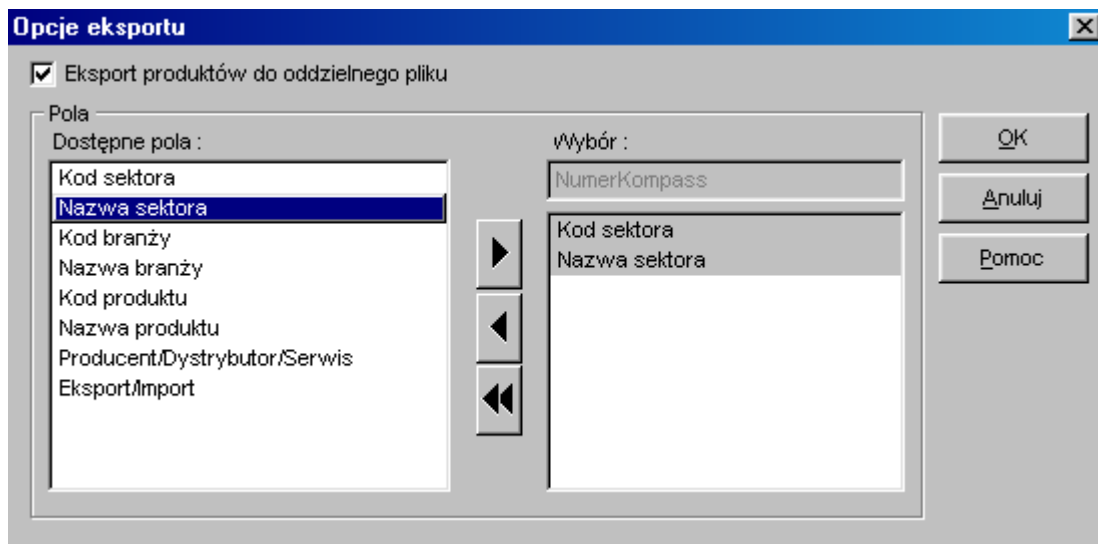 Opcje eksportu
Eksport produktów do oddzielnego pliku
Pola
Dostępne pola :
Kod sektora
Nazwa sektora
Kod branży
Nazwa branży
Kod produktu
Nazwa produktu
Producent/Dystrybutor/Serwis
Eksport/Import
Wybór :
NumerKompass
Kod sektora
Nazwa sektora
OK
Anuluj
Pomoc